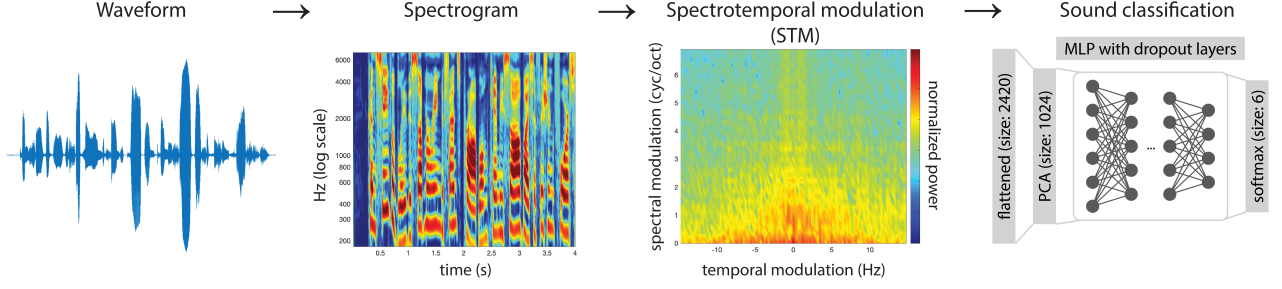 Waveform
Spectrogram
Spectrotemporal modulation
(STM)
Sound classification
Hz (log scale)
6000
4000
2000
1000
800
600
400
300
200
0.5
1
1.5
2
2.5
3
3.5
4
time (s)
spectral modulation (cyc/oct)
6
5
4
3
2
1
0
-10
-5
0
5
10
temporal modulation (Hz)
normalized power
MLP with dropout layers
flattened (size: 2420)
PCA (size: 1024)
...
softmax (size: 6)